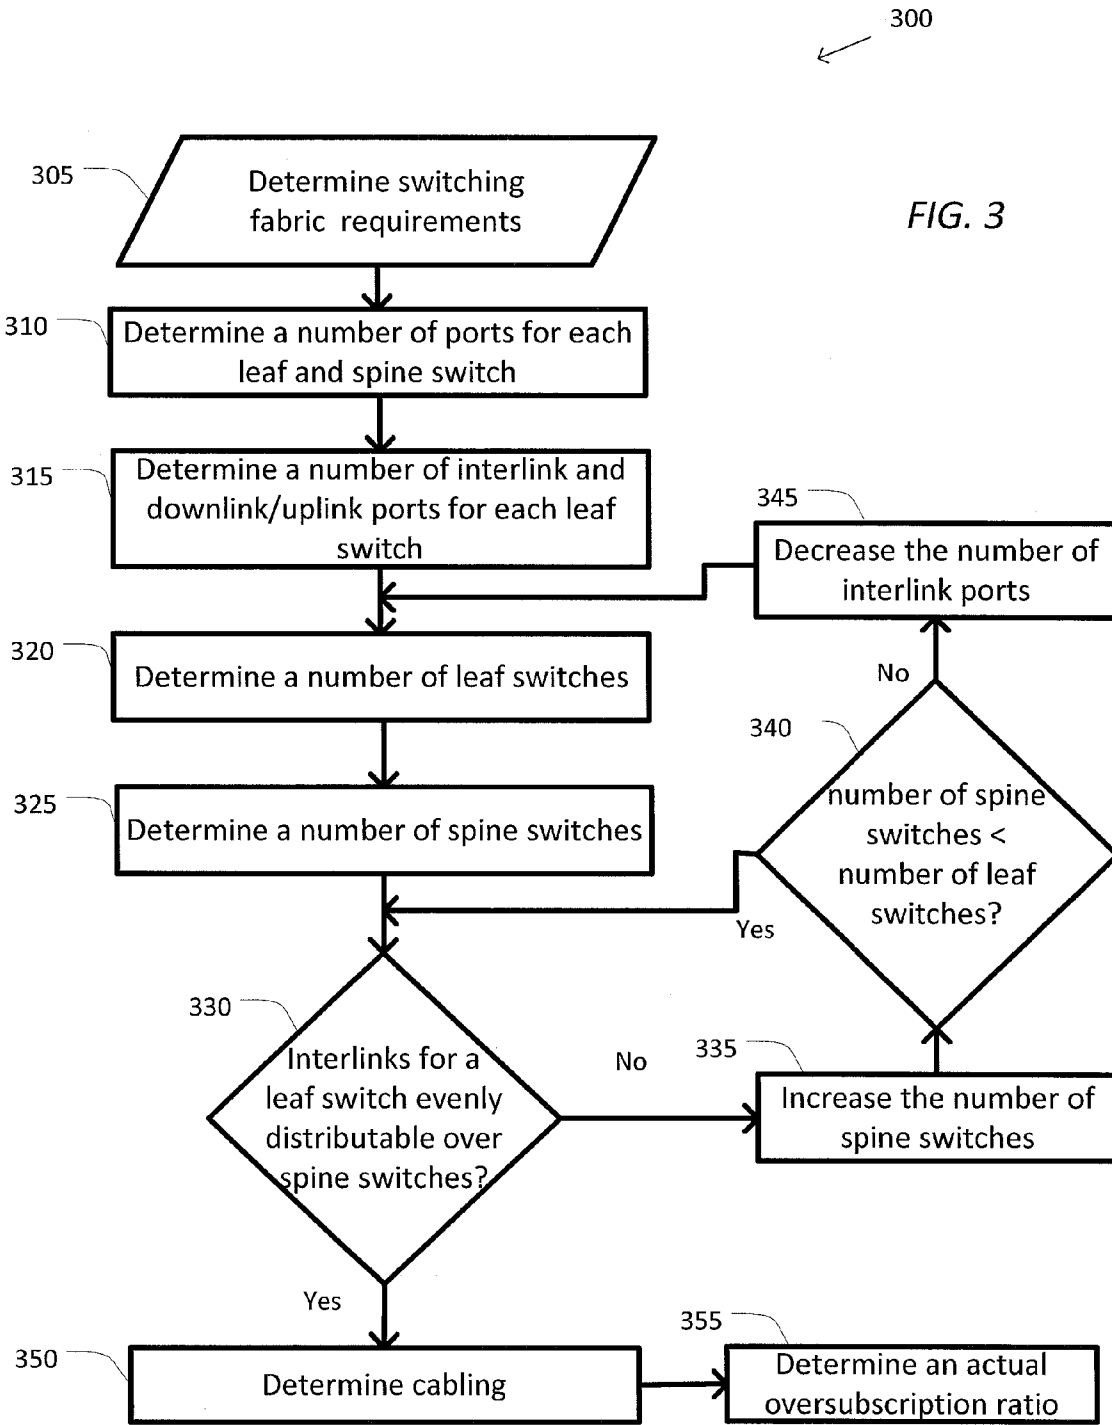 300
FIG. 3
305
Determine switching
fabric requirements
310
Determine a number of ports for each
leaf and spine switch
315
Determine a number of interlink and
downlink/uplink ports for each leaf
switch
345
Decrease the number of
interlink ports
320
Determine a number of leaf switches
No
340
number of spine
switches <
number of leaf
switches?
325
Determine a number of spine switches
Yes
330
Interlinks for a
leaf switch evenly
distributable over
spine switches?
No
335
Increase the number of
spine switches
Yes
350
Determine cabling
355
Determine an actual
oversubscription ratio